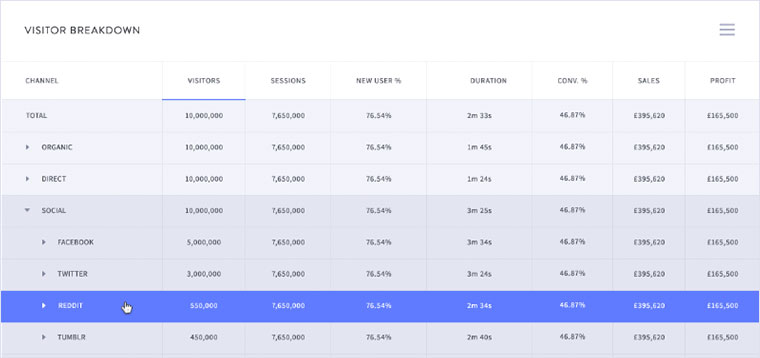 VISITOR BREAKDOWN
CHANNEL VISITORS SESSIONS NEW USER % DURATION CONV. % SALES PROFIT
TOTAL 10,000,000 7,650,000 76.54% 2m 33s 46.87% £395,620 £165,500
ORGANIC 10,000,000 7,650,000 76.54% 1m 45s 46.87% £395,620 £165,500
DIRECT 10,000,000 7,650,000 76.54% 1m 24s 46.87% £395,620 £165,500
SOCIAL 10,000,000 7,650,000 76.54% 3m 25s 46.87% £395,620 £165,500
FACEBOOK 5,000,000 7,650,000 76.54% 3m 34s 46.87% £395,620 £165,500
TWITTER 3,000,000 7,650,000 76.54% 3m 24s 46.87% £395,620 £165,500
REDDIT 550,000 7,650,000 76.54% 2m 34s 46.87% £395,620 £165,500
TUMBLR 450,000 7,650,000 76.54% 2m 40s 46.87% £395,620 £165,500